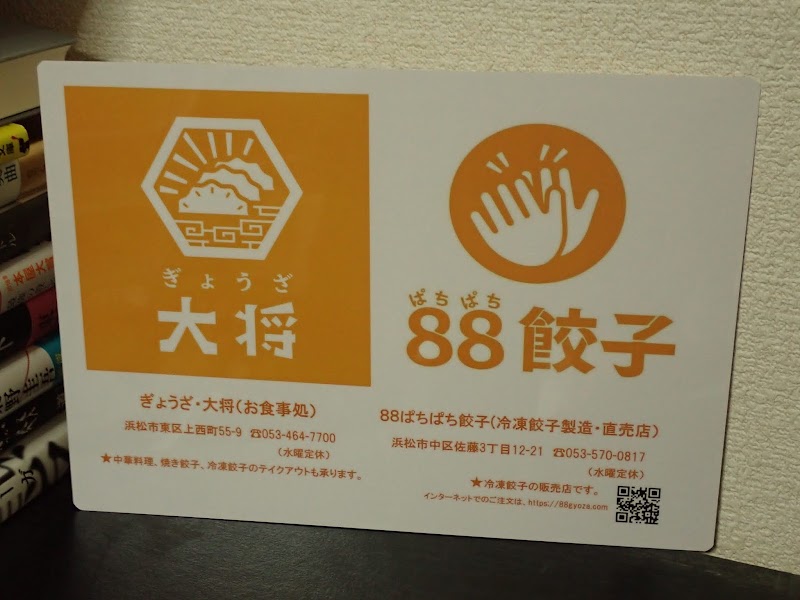 ぎょうざ
大将
ぎょうざ・大将(お食事処)
浜松市東区上西町55-9 ☎053-464-7700
(水曜定休)
★中華料理、焼き餃子、冷凍餃子のテイクアウトも承ります。
ぱちぱち
88餃子
88ぱちぱち餃子(冷凍餃子製造・直売店)
浜松市中区佐藤3丁目12-21 ☎053-570-0817
(水曜定休)
★冷凍餃子の販売店です。
インターネットでのご注文は、https://88gyoza.com
本屋大賞